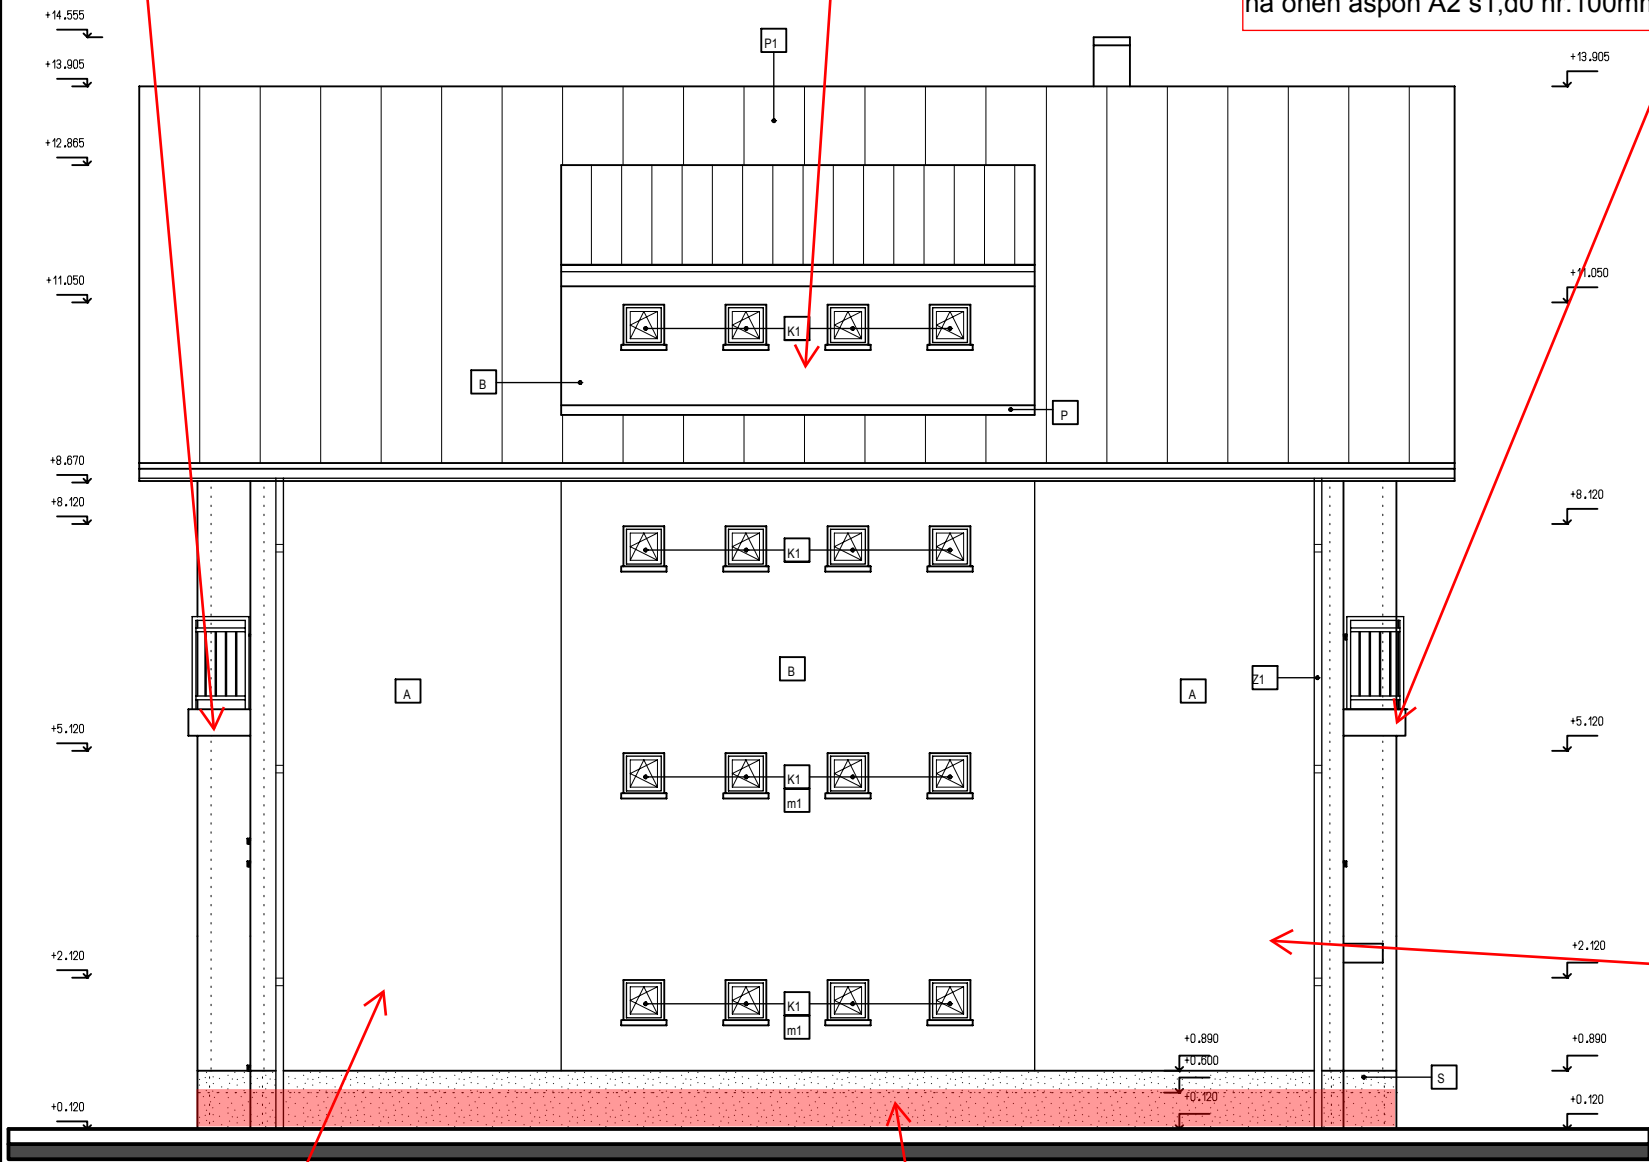 na oheň aspoň A2 s1,d0 hr.100mm
+14.555
P1
+13.905
+13.905
+12.865
+11.050
+11.050
K1
B
P
+8.670
+8.120
+8.120
K1
B
A
A
Z1
+5.120
+5.120
K1
m1
+2.120
+2.120
K1
m1
+0.890
+0.890
+0.600
S
+0.120
+0.120
+0.120